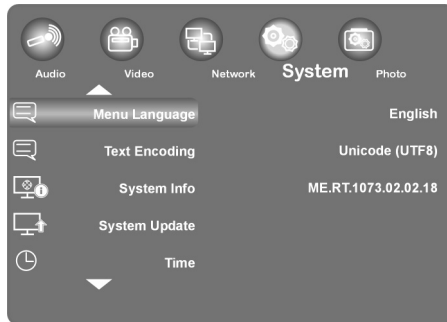 Audio Video Network System Photo
Menu Language English
Text Encoding Unicode (UTF8)
System Info ME.RT.1073.02.02.18
System Update
Time